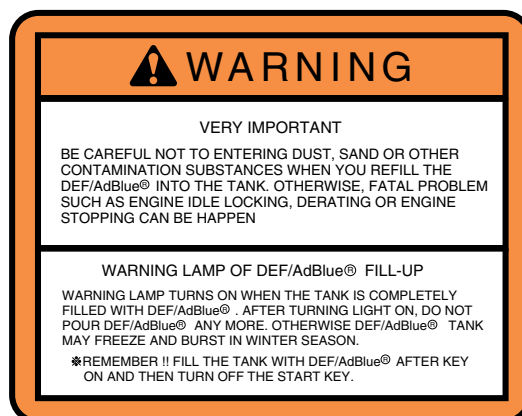 WARNING
VERY IMPORTANT
BE CAREFUL NOT TO ENTERING DUST, SAND OR OTHER
CONTAMINATION SUBSTANCES WHEN YOU REFILL THE
DEF/AdBlue® INTO THE TANK. OTHERWISE, FATAL PROBLEM
SUCH AS ENGINE IDLE LOCKING, DERATING OR ENGINE
STOPPING CAN BE HAPPEN
WARNING LAMP OF DEF/AdBlue® FILL-UP
WARNING LAMP TURNS ON WHEN THE TANK IS COMPLETELY
FILLED WITH DEF/AdBlue® . AFTER TURNING LIGHT ON, DO NOT
POUR DEF/AdBlue® ANY MORE. OTHERWISE DEF/AdBlue® TANK
MAY FREEZE AND BURST IN WINTER SEASON.
※REMEMBER !! FILL THE TANK WITH DEF/AdBlue® AFTER KEY
ON AND THEN TURN OFF THE START KEY.